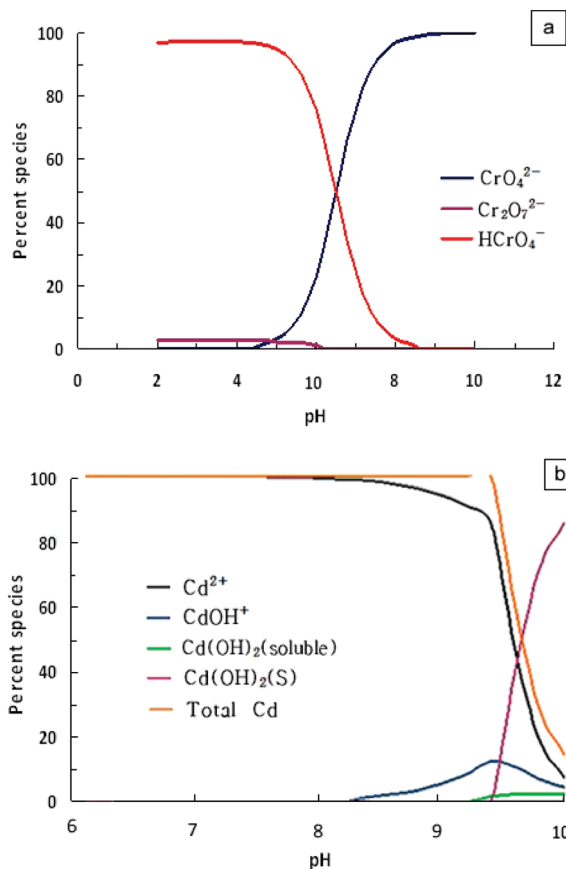 a
100
80
60
40
20
0
Percent species
CrO₄²⁻
Cr₂O₇²⁻
HCrO₄⁻
0 2 4 10 8 10 12
pH
b
100
80
60
40
20
0
Percent species
Cd²⁺
CdOH⁺
Cd(OH)₂(soluble)
Cd(OH)₂(S)
Total Cd
6 7 8 9 10
pH